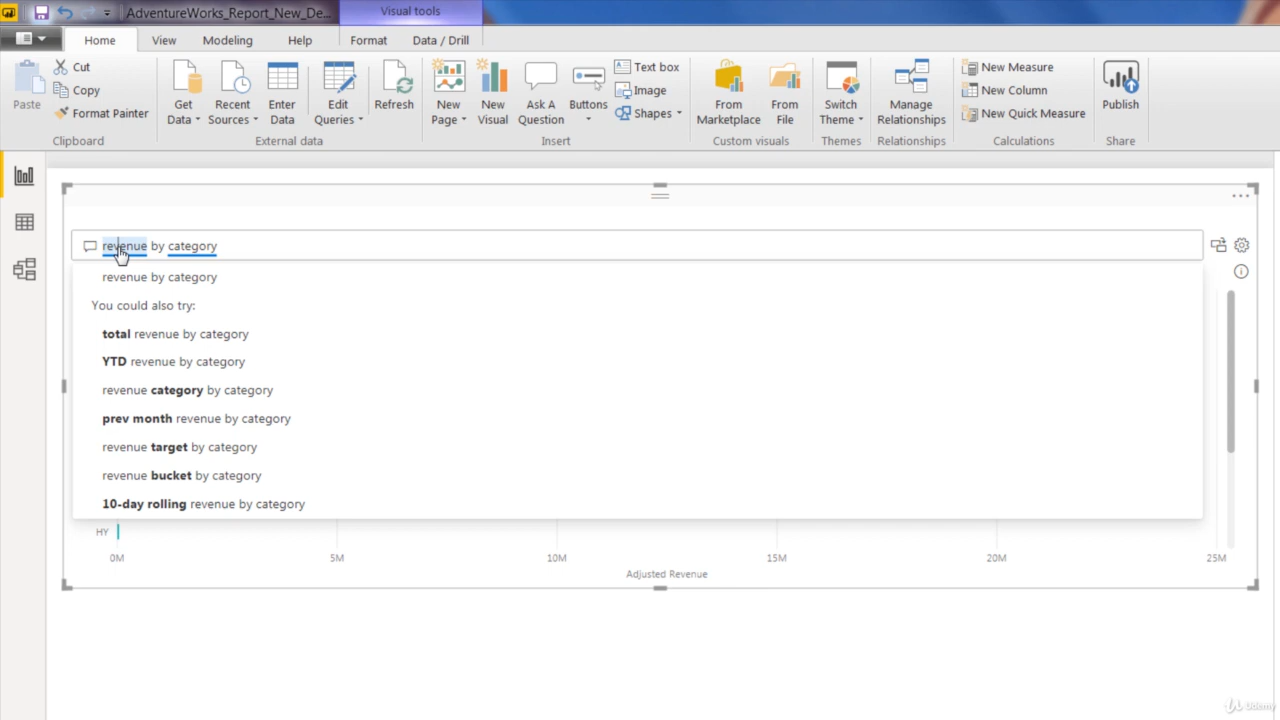 AdventureWorks_Report_New_De...
Visual tools
Home
View
Modeling
Help
Format
Data / Drill
Paste
Cut
Copy
Format Painter
Clipboard
Get Data
Recent Sources
Enter Data
Edit Queries
Refresh
External data
New Page
New Visual
Ask A Question
Buttons
Text box
Image
Shapes
Insert
From Marketplace
From File
Custom visuals
Switch Theme
Themes
Manage Relationships
Relationships
New Measure
New Column
New Quick Measure
Calculations
Publish
Share
revenue by category
revenue by category
You could also try:
total revenue by category
YTD revenue by category
revenue category by category
prev month revenue by category
revenue target by category
revenue bucket by category
10-day rolling revenue by category
HY
0M 5M 10M 15M 20M 25M
Adjusted Revenue
Udemy